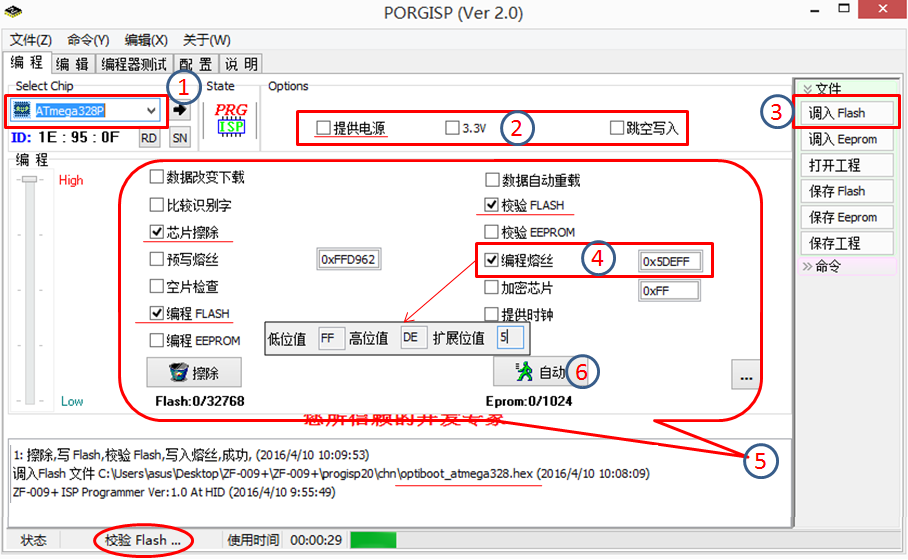 PORGISP (Ver 2.0)
文件(Z) 命令(Y) 编辑(X) 关于(W)
编 程 编 辑 编程器测试 配 置 说 明
Select Chip
State
Options
1
ATmega328P
PRG
ISP
提供电源
3.3V
2
跳空写入
ID: 1E : 95 : 0F
RD
SN
3
文件
调入 Flash
调入 Eeprom
打开工程
保存 Flash
保存 Eeprom
保存工程
命令
编 程
High
Low
数据改变下载
数据自动重载
比较识别字
校验 FLASH
芯片擦除
校验 EEPROM
预写熔丝
0xFFD962
编程熔丝
4
0x5DEFF
空片检查
加密芯片
0xFF
编程 FLASH
提供时钟
低位值 FF 高位值 DE 扩展位值 5
编程 EEPROM
擦除
自动
6
...
Flash:0/32768
Eprom:0/1024
您所信赖的开发专家
5
1: 擦除,写 Flash,校验 Flash,写入熔丝,成功, (2016/4/10 10:09:53)
调入Flash 文件 C:\Users\asus\Desktop\ZF-009+\ZF-009+\progisp20\chn\optiboot_atmega328.hex (2016/4/10 10:08:09)
ZF-009+ ISP Programmer Ver:1.0 At HID (2016/4/10 9:55:49)
状态 校验 Flash ... 使用时间 00:00:29